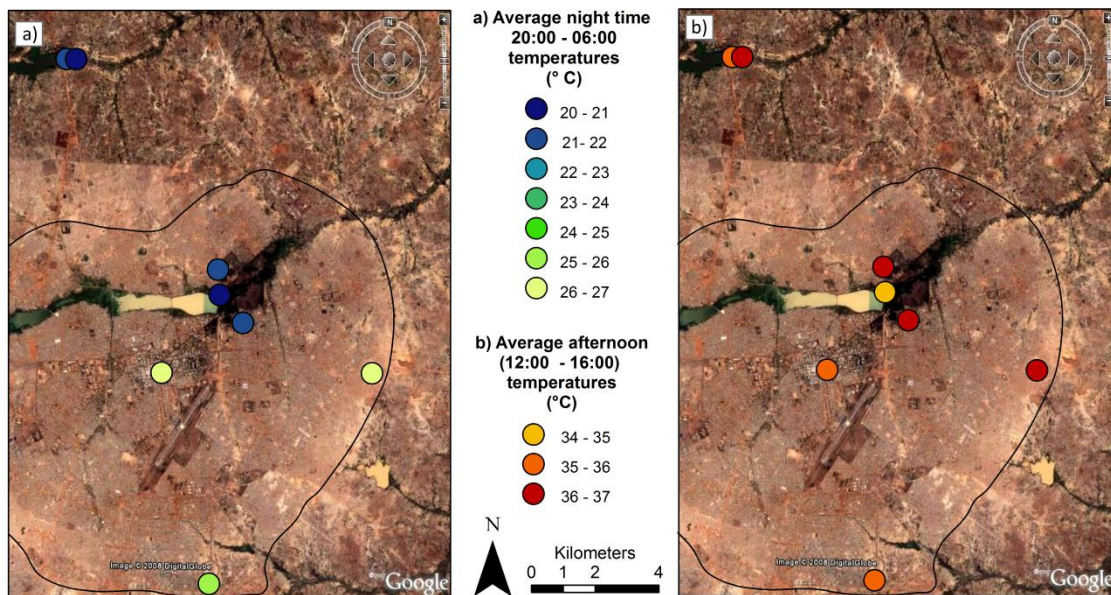 a)
N
Image © 2008 DigitalGlobe
Google
a) Average night time
20:00 - 06:00
temperatures
(° C)
20 - 21
21- 22
22 - 23
23 - 24
24 - 25
25 - 26
26 - 27
b) Average afternoon
(12:00 - 16:00)
temperatures
(°C)
34 - 35
35 - 36
36 - 37
N
Kilometers
0 1 2 4
b)
N
Image © 2008 DigitalGlobe
Google